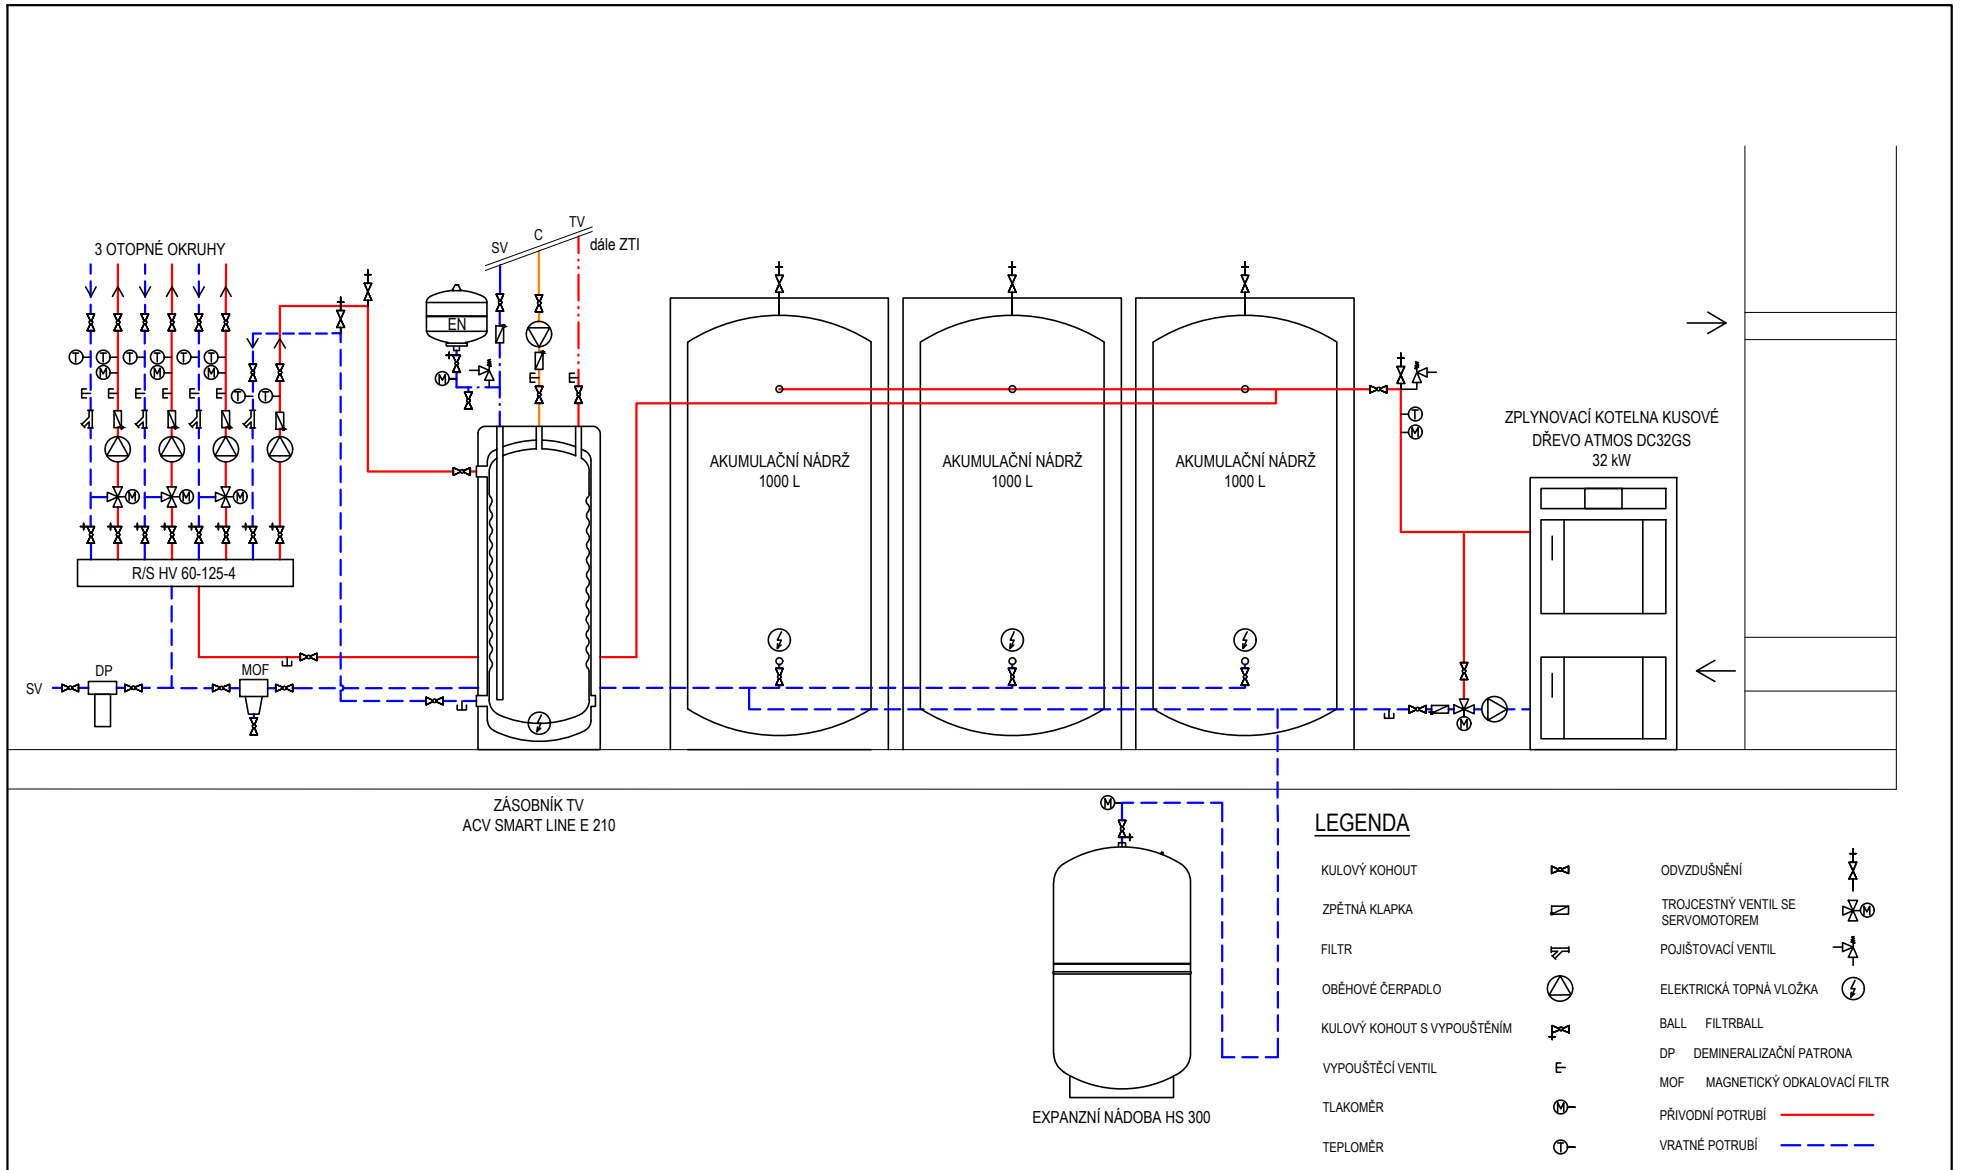 3 OTOPNÉ OKRUHY
SV
C
TV
dále ZTI
EN
T T T T T T
M M M
M
T T
M M M
R/S HV 60-125-4
SV
DP
MOF
ZÁSOBNÍK TV
ACV SMART LINE E 210
AKUMULAČNÍ NÁDRŽ
1000 L
AKUMULAČNÍ NÁDRŽ
1000 L
AKUMULAČNÍ NÁDRŽ
1000 L
T
M
ZPLYNOVACÍ KOTELNA KUSOVÉ
DŘEVO ATMOS DC32GS
32 kW
M
M
EXPANZNÍ NÁDOBA HS 300
LEGENDA
KULOVÝ KOHOUT
ZPĚTNÁ KLAPKA
FILTR
OBĚHOVÉ ČERPADLO
KULOVÝ KOHOUT S VYPOUŠTĚNÍM
VYPOUŠTĚCÍ VENTIL
TLAKOMĚR M
TEPLOMĚR T
ODVZDUŠNĚNÍ
TROJCESTNÝ VENTIL SE
SERVOMOTOREM M
POJIŠTOVACÍ VENTIL
ELEKTRICKÁ TOPNÁ VLOŽKA
BALL FILTRBALL
DP DEMINERALIZAČNÍ PATRONA
MOF MAGNETICKÝ ODKALOVACÍ FILTR
PŘIVODNÍ POTRUBÍ
VRATNÉ POTRUBÍ